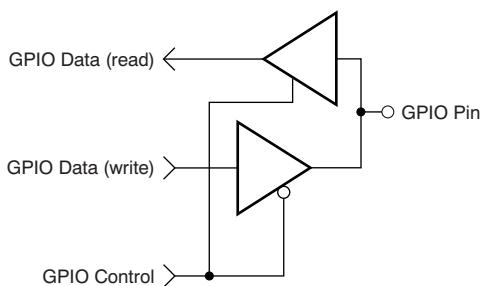 GPIO Data (read)
GPIO Pin
GPIO Data (write)
GPIO Control